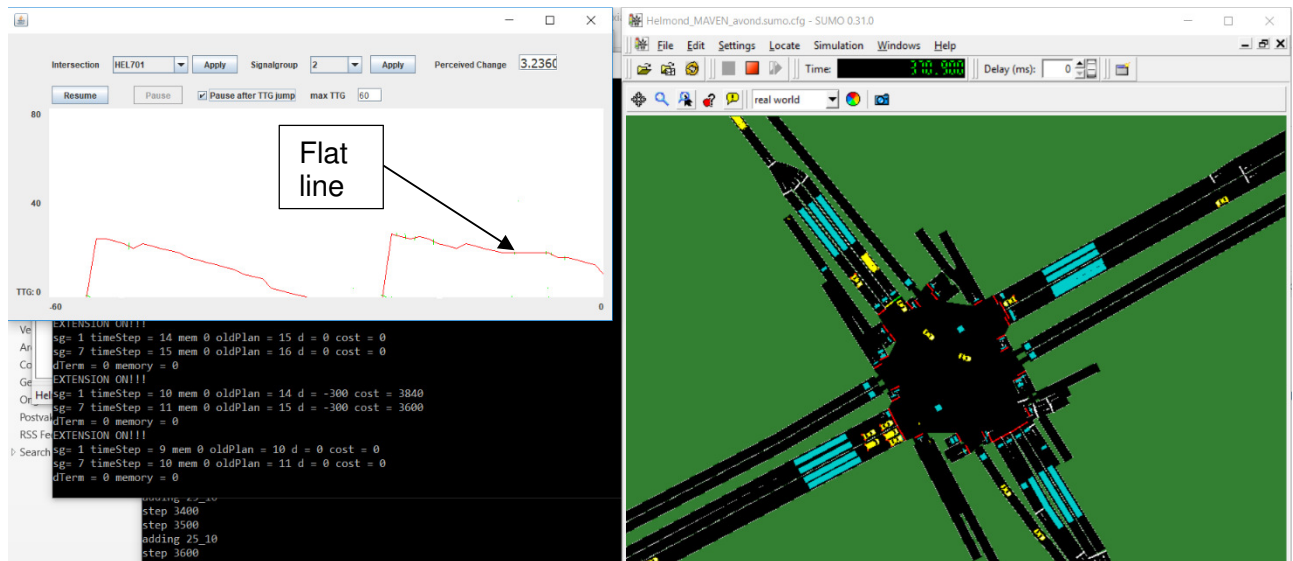 Intersection HEL701 Apply Signalgroup 2 Apply Perceived Change 3.2360
Resume Pause Pause after TTG jump max TTG 60
80
40
TTG: 0
-60 0
Flat
line
EXTENSION ON!!!
sg= 1 timeStep = 14 mem 0 oldPlan = 15 d = 0 cost = 0
sg= 7 timeStep = 15 mem 0 oldPlan = 16 d = 0 cost = 0
dTerm = 0 memory = 0
EXTENSION ON!!!
sg= 1 timeStep = 10 mem 0 oldPlan = 14 d = -300 cost = 3840
sg= 7 timeStep = 11 mem 0 oldPlan = 15 d = -300 cost = 3600
dTerm = 0 memory = 0
EXTENSION ON!!!
sg= 1 timeStep = 9 mem 0 oldPlan = 10 d = 0 cost = 0
sg= 7 timeStep = 10 mem 0 oldPlan = 11 d = 0 cost = 0
dTerm = 0 memory = 0
adding 25_10
step 3400
step 3500
adding 25_10
step 3600
Ve
Ar
Co
Ge
Or
Hel
Postval
RSS Fe
Search
Helmond_MAVEN_avond.sumo.cfg - SUMO 0.31.0
File Edit Settings Locate Simulation Windows Help
Time: 370.900 Delay (ms): 0
real world